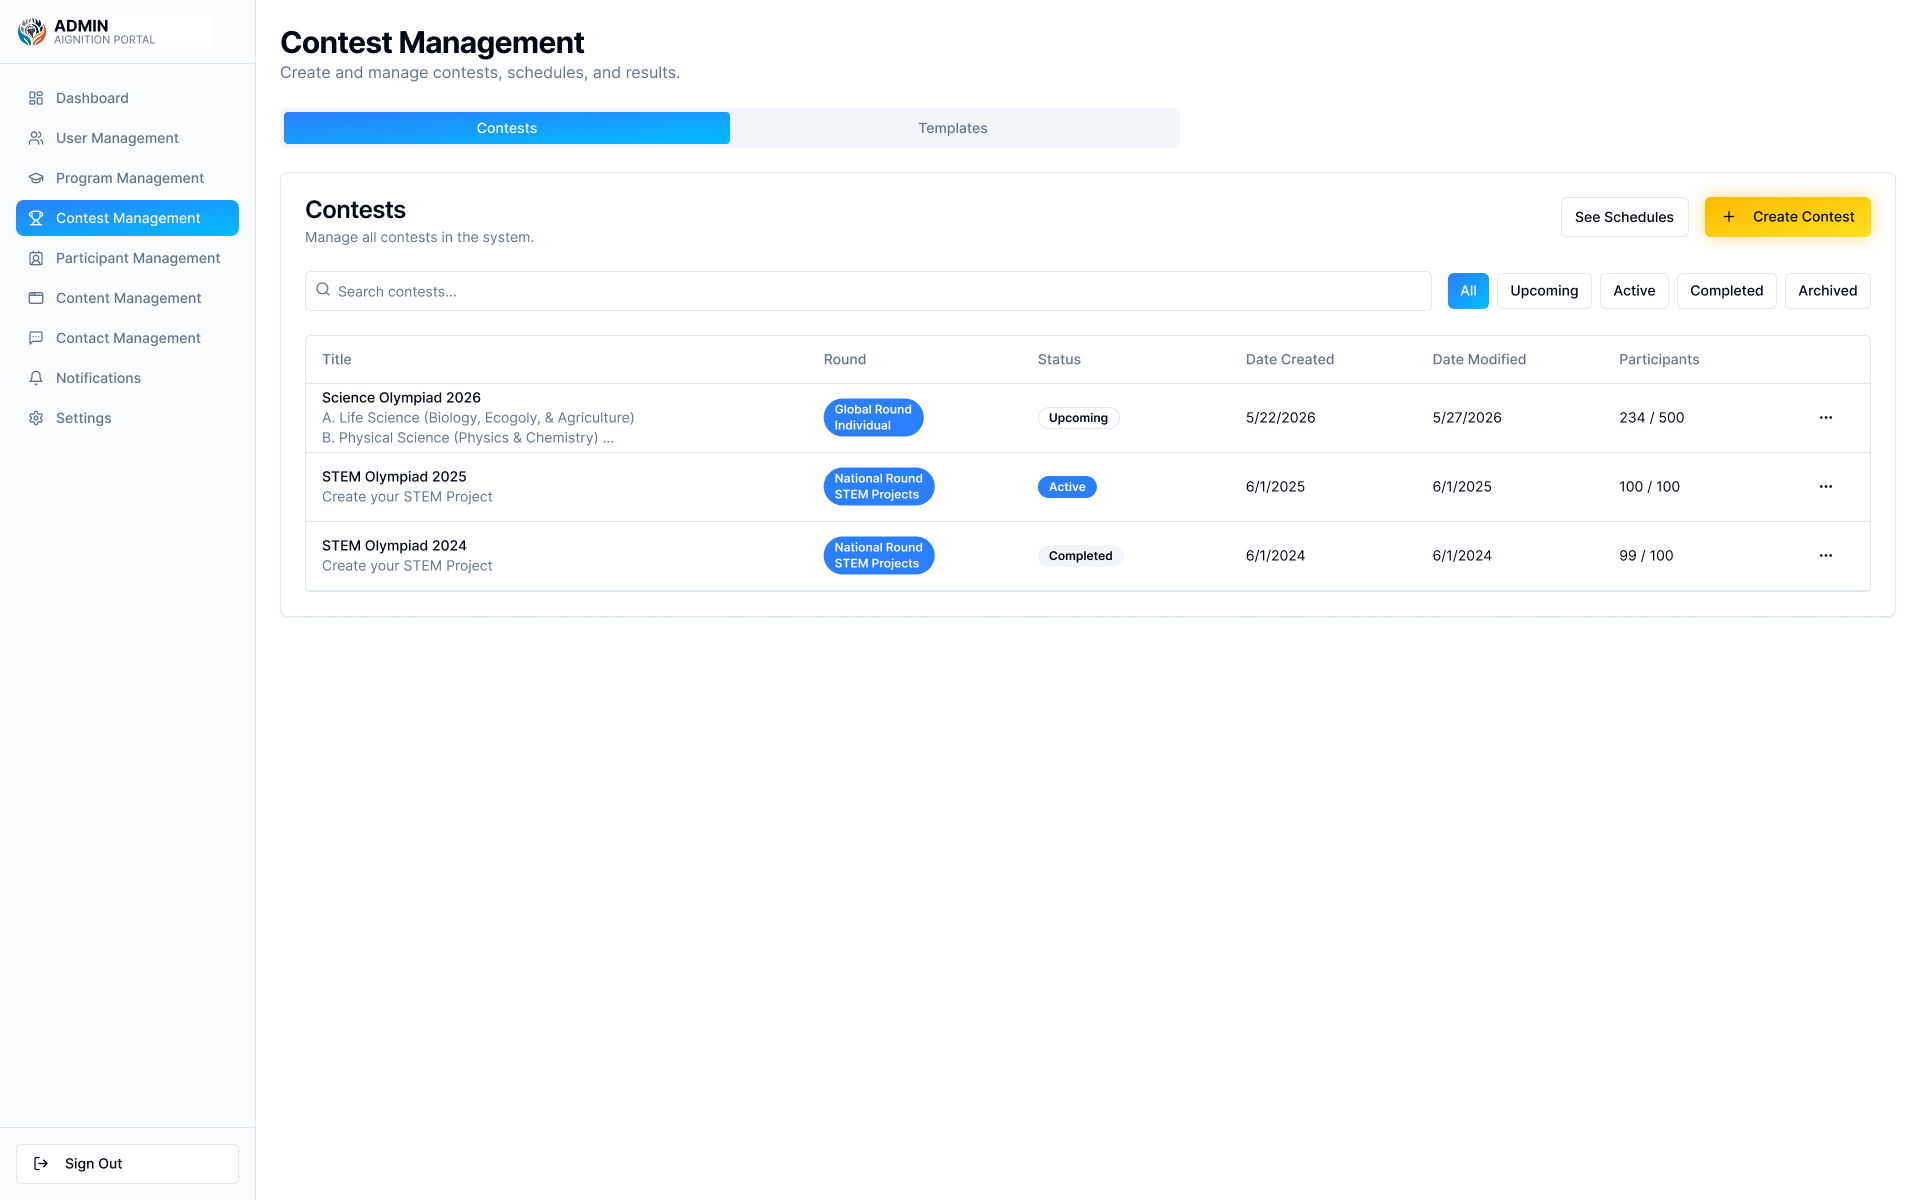 ADMIN
AIGNITION PORTAL
Dashboard
User Management
Program Management
Contest Management
Participant Management
Content Management
Contact Management
Notifications
Settings
Sign Out
Contest Management
Create and manage contests, schedules, and results.
Contests
Templates
Contests
Manage all contests in the system.
See Schedules
Create Contest
Search contests...
All
Upcoming
Active
Completed
Archived
Title
Round
Status
Date Created
Date Modified
Participants
Science Olympiad 2026
A. Life Science (Biology, Ecogoly, & Agriculture)
B. Physical Science (Physics & Chemistry) ...
Global Round
Individual
Upcoming
5/22/2026
5/27/2026
234 / 500
STEM Olympiad 2025
Create your STEM Project
National Round
STEM Projects
Active
6/1/2025
6/1/2025
100 / 100
STEM Olympiad 2024
Create your STEM Project
National Round
STEM Projects
Completed
6/1/2024
6/1/2024
99 / 100